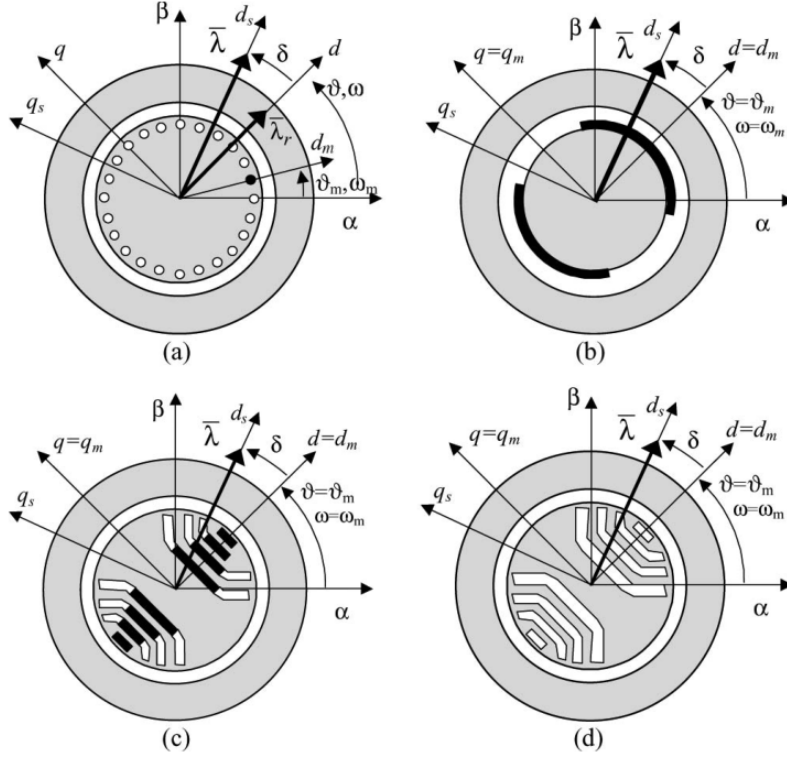 β
λ̅
d_s
δ
d
q
ϑ,ω
q_s
λ̅_r
d_m
ϑ_m, ω_m
α
(a)
β
λ̅
d_s
δ
d=d_m
q=q_m
ϑ=ϑ_m
q_s
ω=ω_m
α
(b)
β
λ̅
d_s
δ
d=d_m
q=q_m
q_s
ϑ=ϑ_m
ω=ω_m
α
(c)
β
λ̅
d_s
δ
d=d_m
q=q_m
q_s
ϑ=ϑ_m
ω=ω_m
α
(d)